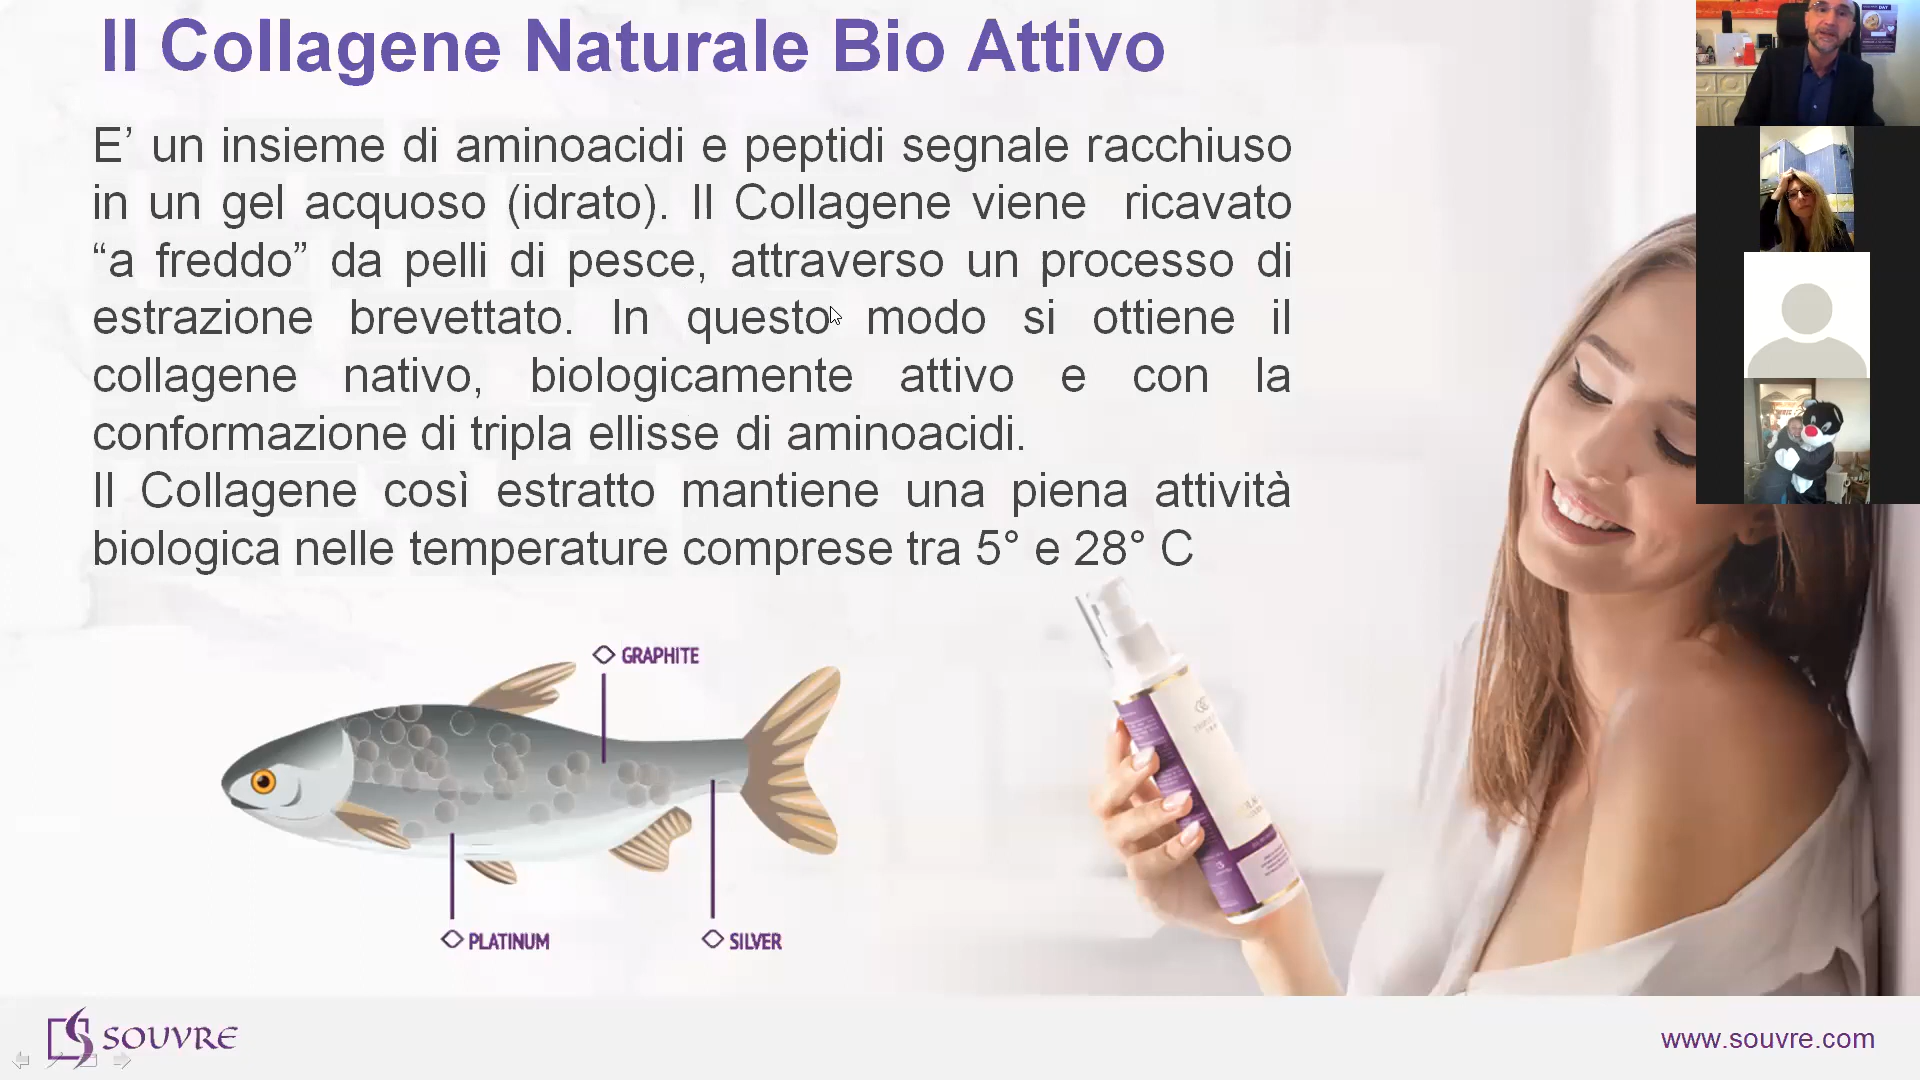 Il Collagene Naturale Bio Attivo
E’ un insieme di aminoacidi e peptidi segnale racchiuso
in un gel acquoso (idrato). Il Collagene viene ricavato
“a freddo” da pelli di pesce, attraverso un processo di
estrazione brevettato. In questo modo si ottiene il
collagene nativo, biologicamente attivo e con la
conformazione di tripla ellisse di aminoacidi.
Il Collagene così estratto mantiene una piena attività
biologica nelle temperature comprese tra 5° e 28° C
GRAPHITE
PLATINUM
SILVER
SOUVRE
www.souvre.com
DAY